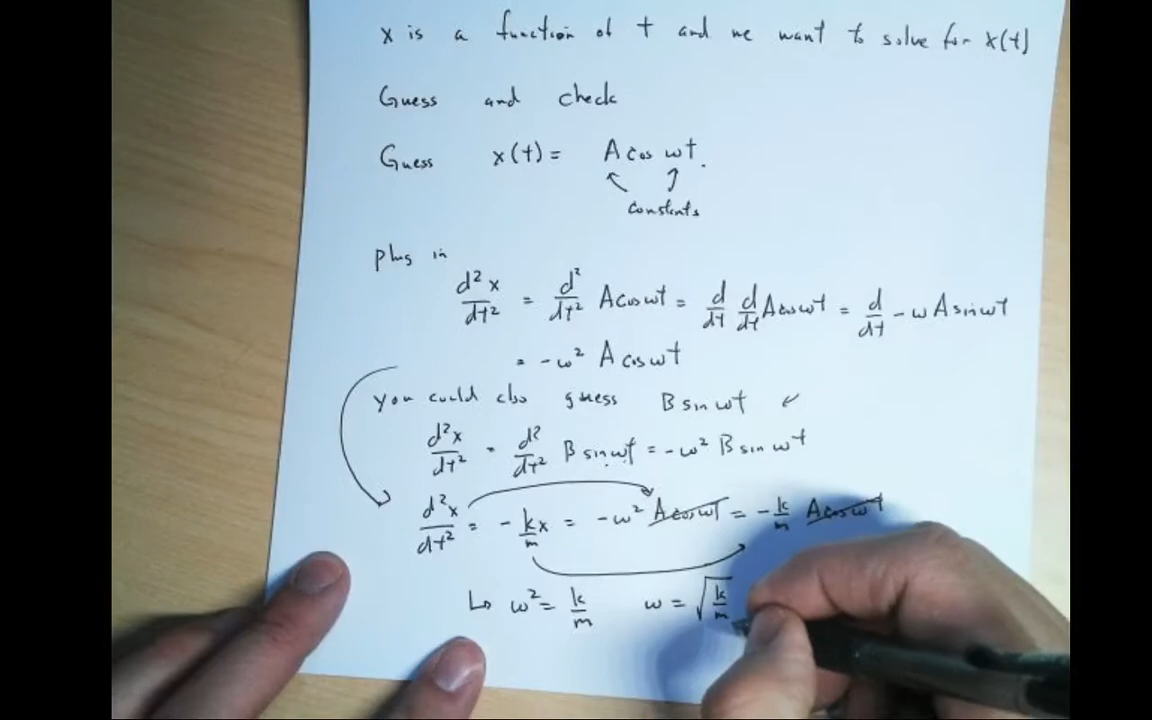 x is a function of t and we want to solve for x(t)
Guess and check
Guess x(t) = A cos ωt.
constants
plug in
d²x/dt² = d²/dt² A cos ωt = d/dt d/dt A cos ωt = d/dt - ω A sin ωt
= - ω² A cos ωt
you could also guess B sin ωt
d²x/dt² = d²/dt² B sin ωt = - ω² B sin ωt
d²x/dt² = - k/m x = - ω² A cos ωt = - k/m A cos ωt
↳ ω² = k/m ω = √k/m